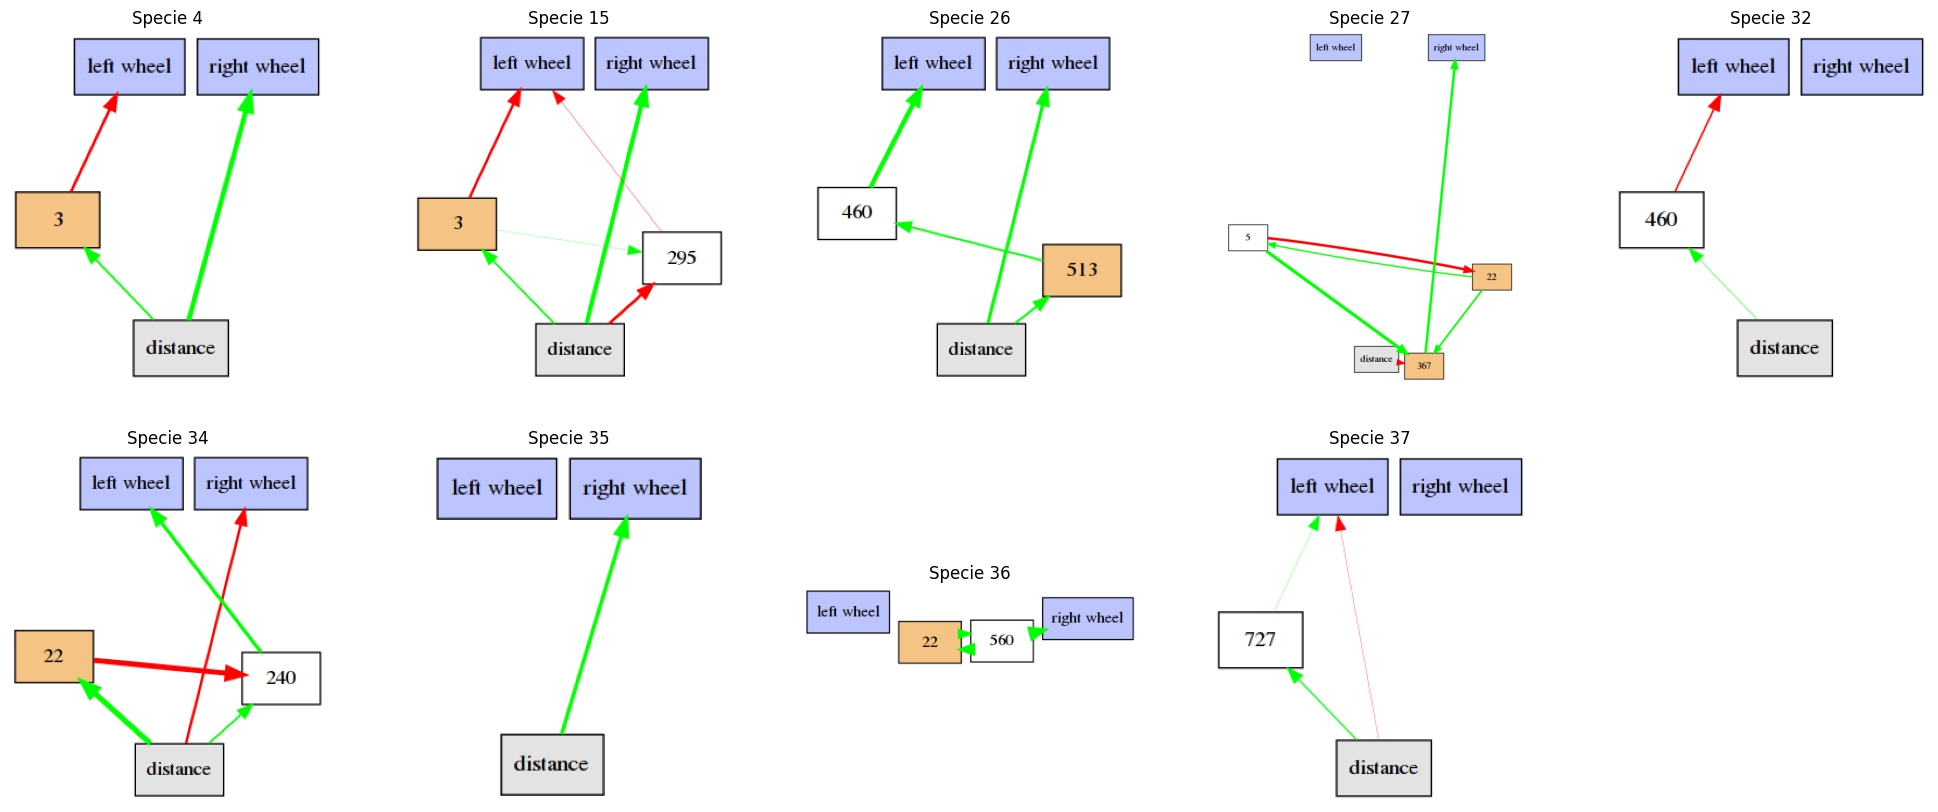 Specie 4
left wheel
right wheel
3
distance
Specie 15
left wheel
right wheel
3
295
distance
Specie 26
left wheel
right wheel
460
513
distance
Specie 27
left wheel
right wheel
5
22
distance
367
Specie 32
left wheel
right wheel
460
distance
Specie 34
left wheel
right wheel
22
240
distance
Specie 35
left wheel
right wheel
distance
Specie 36
left wheel
22
560
right wheel
Specie 37
left wheel
right wheel
727
distance